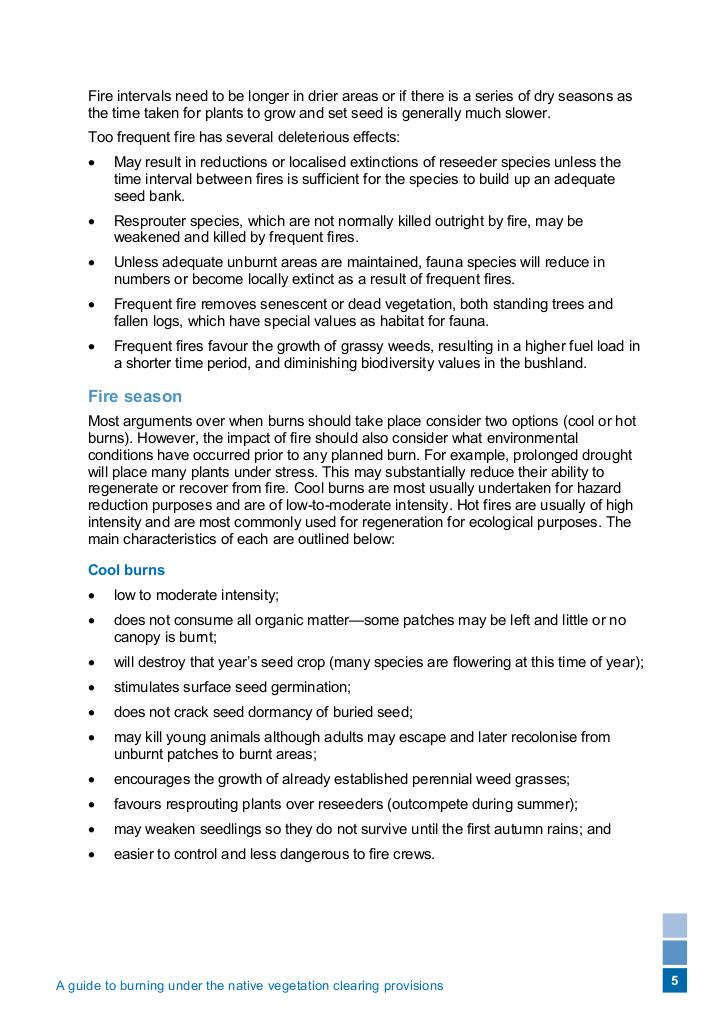 Fire intervals need to be longer in drier areas or if there is a series of dry seasons as
the time taken for plants to grow and set seed is generally much slower.
Too frequent fire has several deleterious effects:
• May result in reductions or localised extinctions of reseeder species unless the
time interval between fires is sufficient for the species to build up an adequate
seed bank.
• Resprouter species, which are not normally killed outright by fire, may be
weakened and killed by frequent fires.
• Unless adequate unburnt areas are maintained, fauna species will reduce in
numbers or become locally extinct as a result of frequent fires.
• Frequent fire removes senescent or dead vegetation, both standing trees and
fallen logs, which have special values as habitat for fauna.
• Frequent fires favour the growth of grassy weeds, resulting in a higher fuel load in
a shorter time period, and diminishing biodiversity values in the bushland.
Fire season
Most arguments over when burns should take place consider two options (cool or hot
burns). However, the impact of fire should also consider what environmental
conditions have occurred prior to any planned burn. For example, prolonged drought
will place many plants under stress. This may substantially reduce their ability to
regenerate or recover from fire. Cool burns are most usually undertaken for hazard
reduction purposes and are of low-to-moderate intensity. Hot fires are usually of high
intensity and are most commonly used for regeneration for ecological purposes. The
main characteristics of each are outlined below:
Cool burns
• low to moderate intensity;
• does not consume all organic matter—some patches may be left and little or no
canopy is burnt;
• will destroy that year’s seed crop (many species are flowering at this time of year);
• stimulates surface seed germination;
• does not crack seed dormancy of buried seed;
• may kill young animals although adults may escape and later recolonise from
unburnt patches to burnt areas;
• encourages the growth of already established perennial weed grasses;
• favours resprouting plants over reseeders (outcompete during summer);
• may weaken seedlings so they do not survive until the first autumn rains; and
• easier to control and less dangerous to fire crews.
A guide to burning under the native vegetation clearing provisions
5